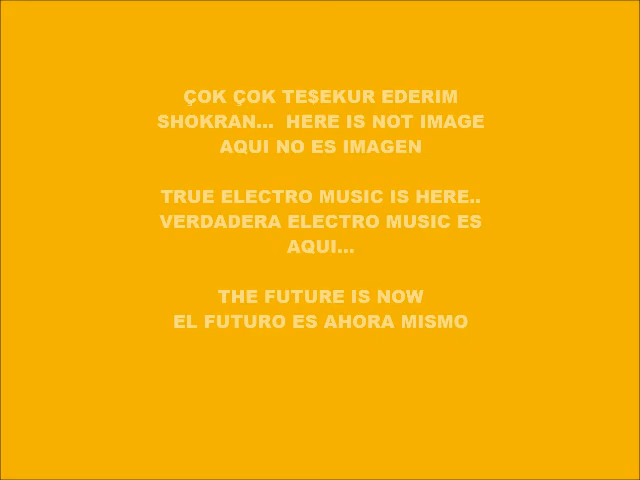 ÇOK ÇOK TE$EKUR EDERIM
SHOKRAN... HERE IS NOT IMAGE
AQUI NO ES IMAGEN
TRUE ELECTRO MUSIC IS HERE..
VERDADERA ELECTRO MUSIC ES
AQUI...
THE FUTURE IS NOW
EL FUTURO ES AHORA MISMO